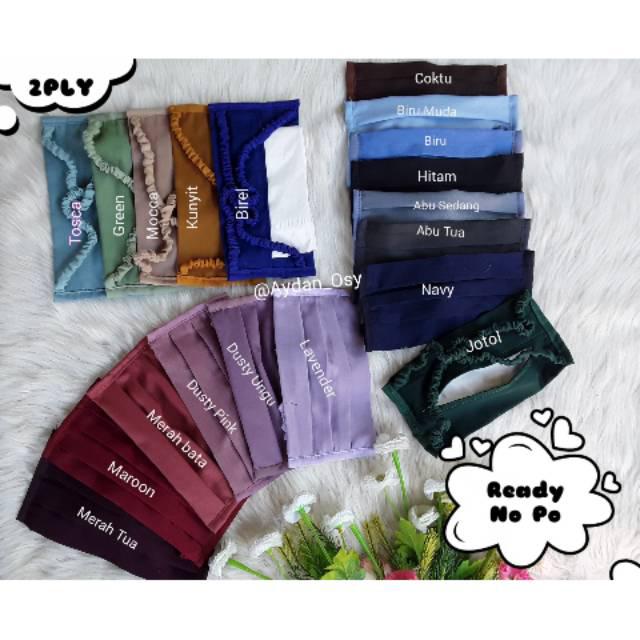 2PLY
Tosca
Green
Mocca
Kunyit
Birel
Coktu
Biru Muda
Biru
Hitam
Abu Sedang
Abu Tua
Navy
Jotol
@Aydan_Osy
Lavender
Dusty Ungu
Dusty Pink
Merah bata
Maroon
Merah Tua
Ready
No Po